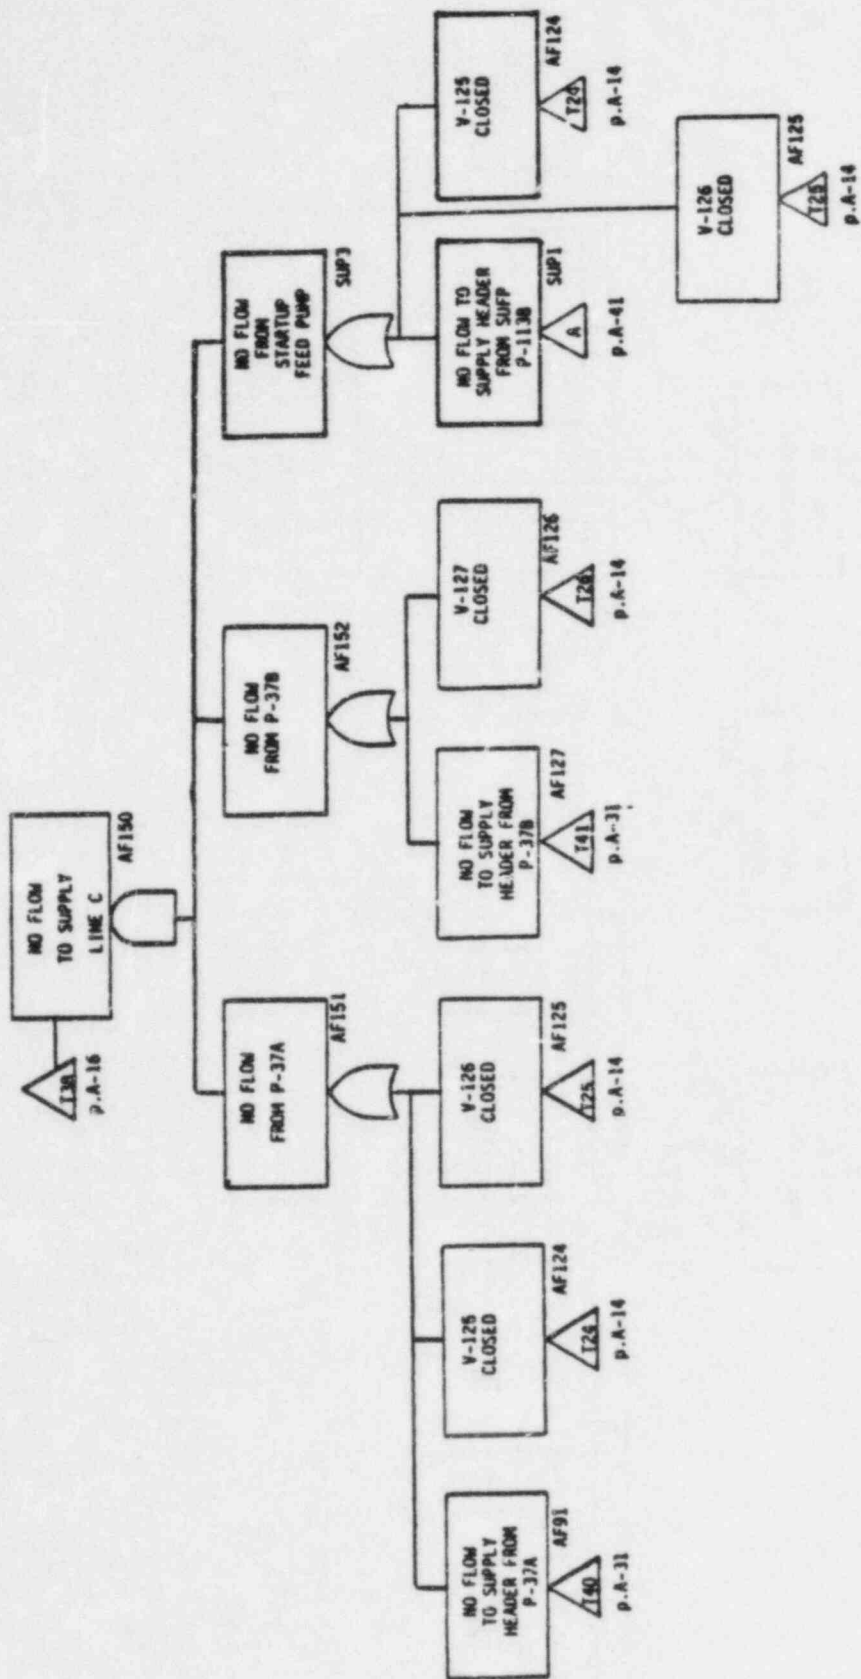 NO FLOW
TO SUPPLY
LINE C
AF150
T38
p.A-16
NO FLOW
FROM P-37A
AF151
NO FLOW
FROM P-37B
AF152
NO FLOW
FROM
STARTUP
FEED PUMP
SUP3
NO FLOW
TO SUPPLY
HEADER FROM
P-37A
AF91
T40
p.A-31
V-125
CLOSED
AF124
T24
p.A-14
V-126
CLOSED
AF125
T25
p.A-14
NO FLOW
TO SUPPLY
HEADER FROM
P-37B
AF127
T41
p.A-31
V-127
CLOSED
AF126
T26
p.A-14
NO FLOW TO
SUPPLY HEADER
FROM SUFP
P-113B
SUP1
A
p.A-41
V-125
CLOSED
AF124
T24
p.A-14
V-126
CLOSED
AF125
T25
p.A-14